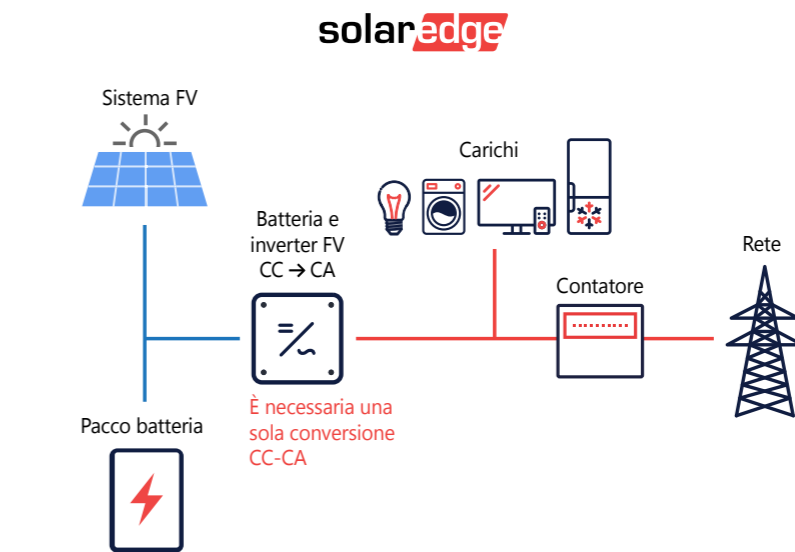 solaredge
Sistema FV
Carichi
Batteria e
inverter FV
CC → CA
Rete
Contatore
È necessaria una
sola conversione
CC-CA
Pacco batteria